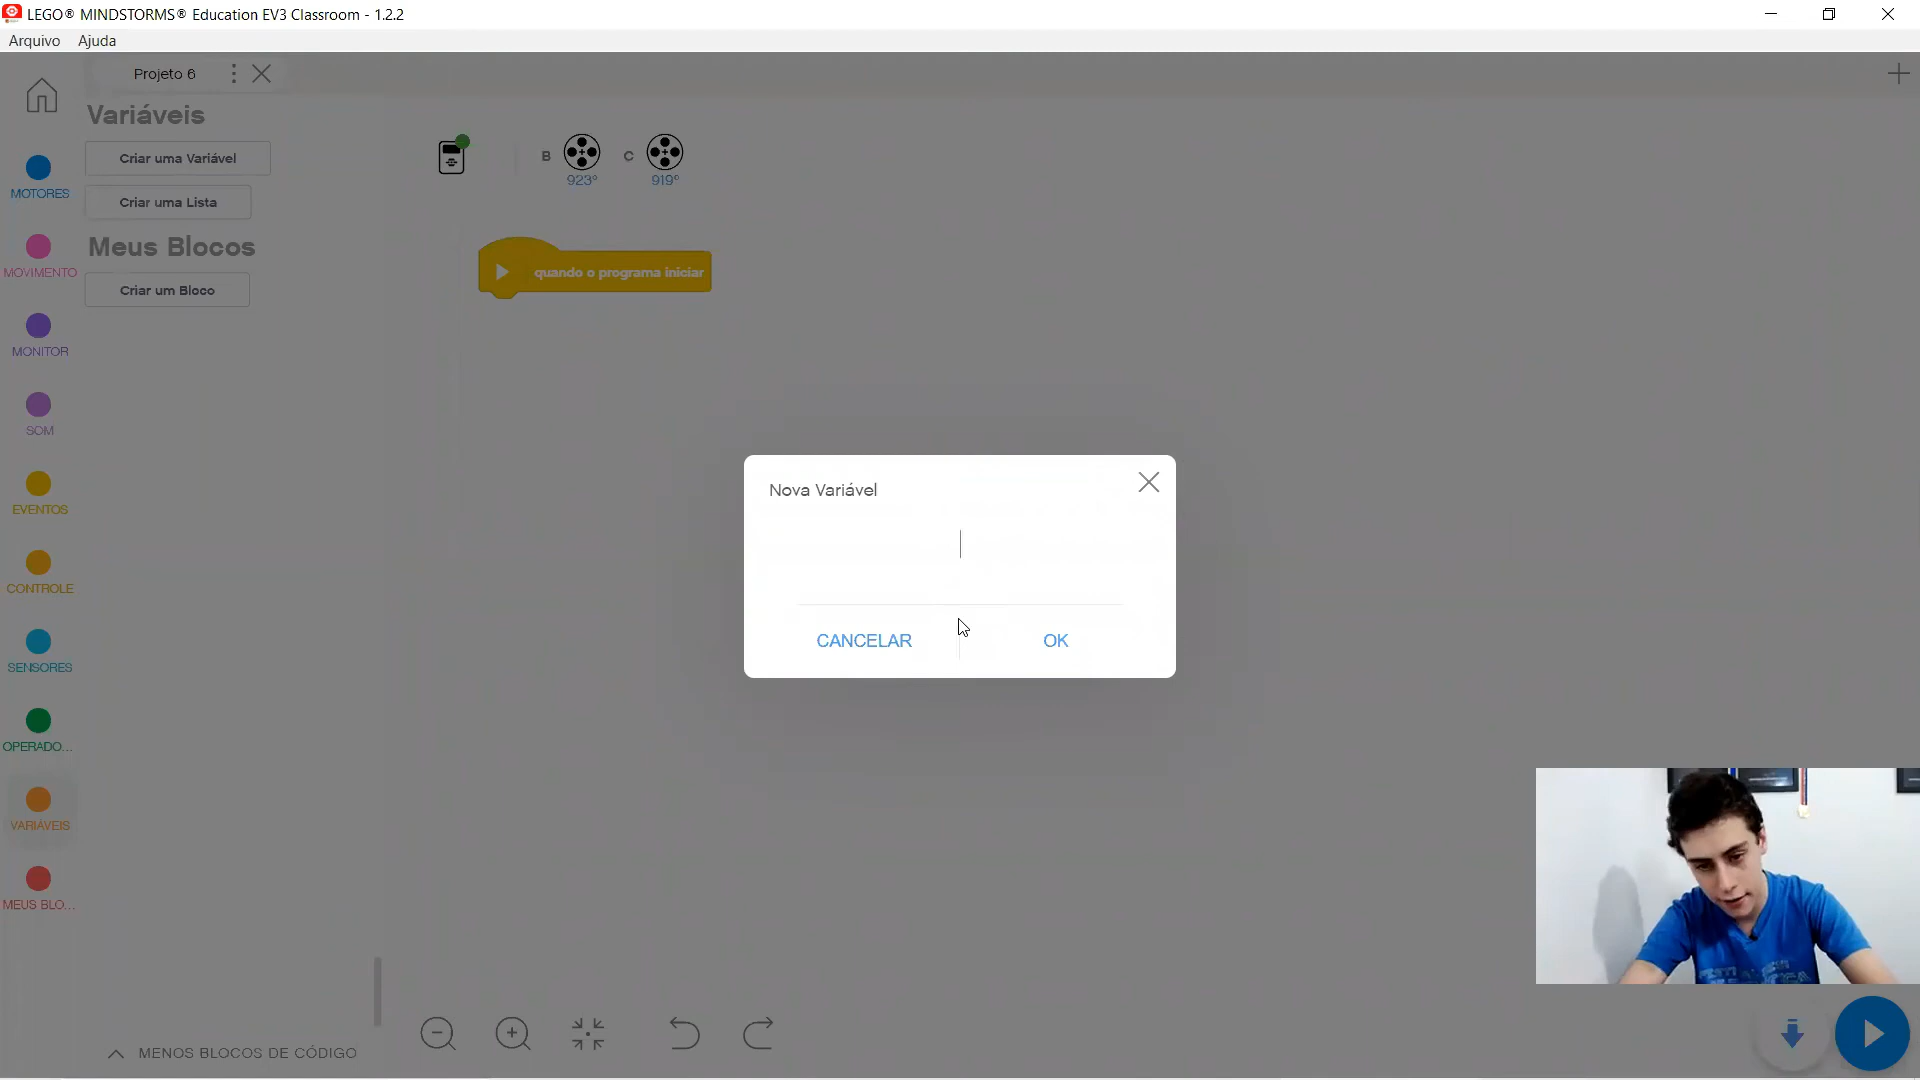 LEGO® MINDSTORMS® Education EV3 Classroom - 1.2.2
Arquivo Ajuda
Projeto 6
Variáveis
Criar uma Variável
Criar uma Lista
Meus Blocos
Criar um Bloco
MOTORES
MOVIMENTO
MONITOR
SOM
EVENTOS
CONTROLE
SENSORES
OPERADO...
VARIÁVEIS
MEUS BLO...
B
923°
C
919°
quando o programa iniciar
Nova Variável
CANCELAR
OK
MENOS BLOCOS DE CÓDIGO